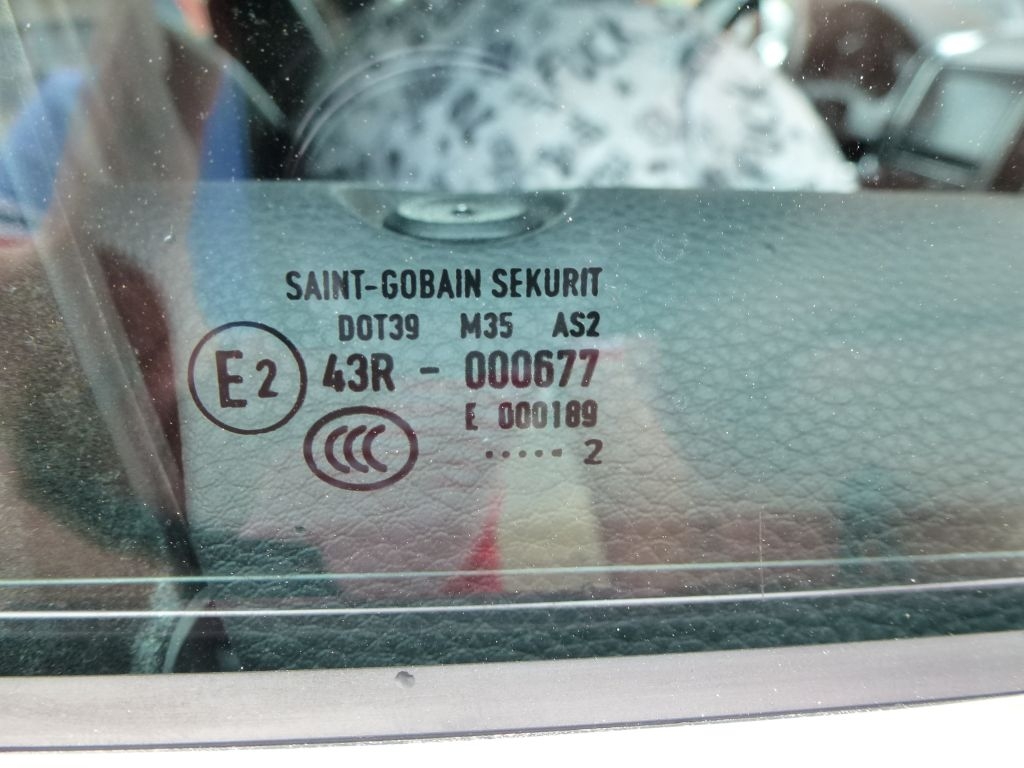 SAINT-GOBAIN SEKURIT
DOT39 M35 AS2
E2 43R - 000677
E 000189
CCC
..... 2